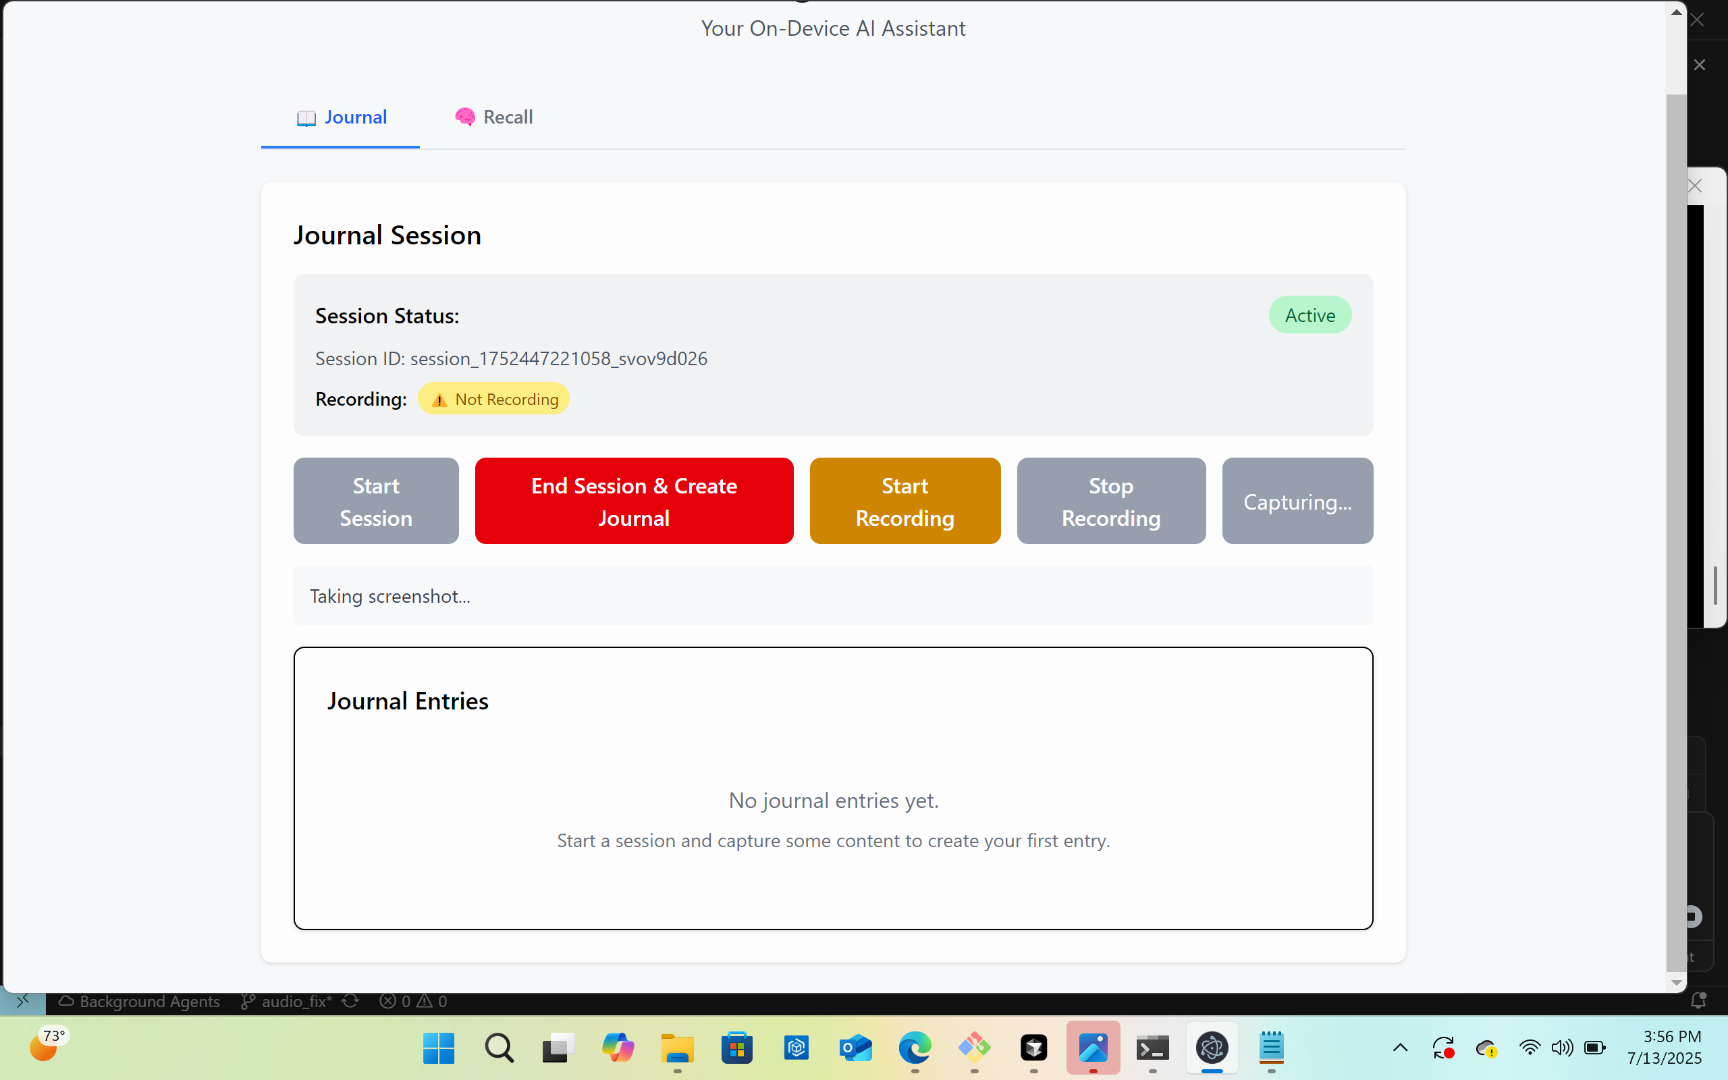 Your On-Device AI Assistant
Journal
Recall
Journal Session
Session Status:
Active
Session ID: session_1752447221058_svov9d026
Recording:
Not Recording
Start
Session
End Session & Create
Journal
Start
Recording
Stop
Recording
Capturing...
Taking screenshot...
Journal Entries
No journal entries yet.
Start a session and capture some content to create your first entry.
Background Agents
audio_fix*
0
0
73°
3:56 PM
7/13/2025